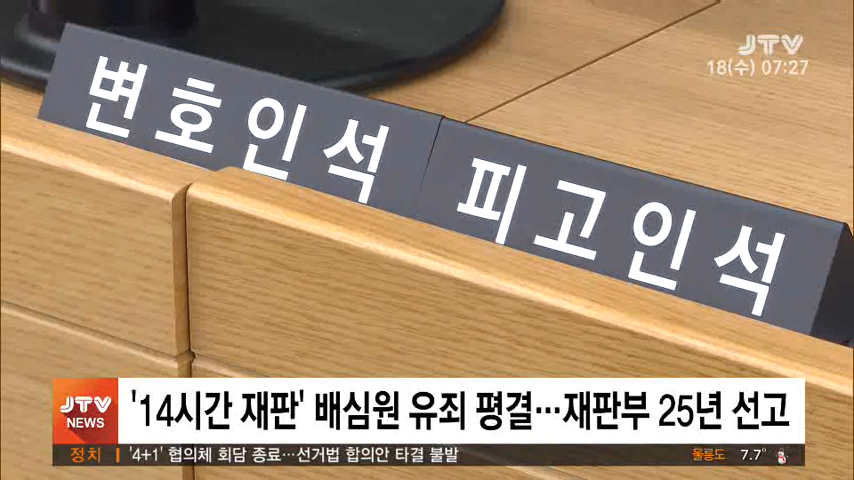 JTV
18(수) 07:27
변호인석 피고인석
JTV NEWS
'14시간 재판' 배심원 유죄 평결…재판부 25년 선고
정치 '4+1' 협의체 회담 종료…선거법 합의안 타결 불발 울릉도 7.7°